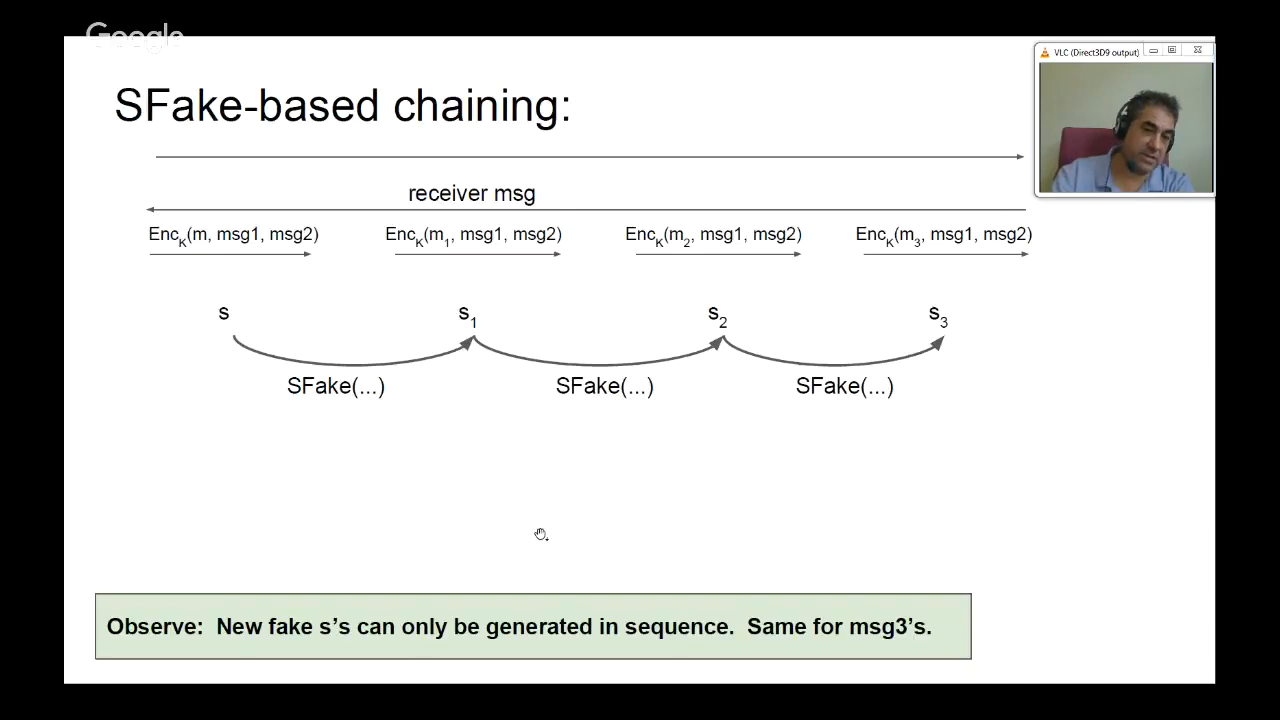 Google
VLC (Direct3D9 output)
SFake-based chaining:
receiver msg
Enc_K(m, msg1, msg2) Enc_K(m_1, msg1, msg2) Enc_K(m_2, msg1, msg2) Enc_K(m_3, msg1, msg2)
s s_1 s_2 s_3
SFake(...) SFake(...) SFake(...)
Observe: New fake s's can only be generated in sequence. Same for msg3's.